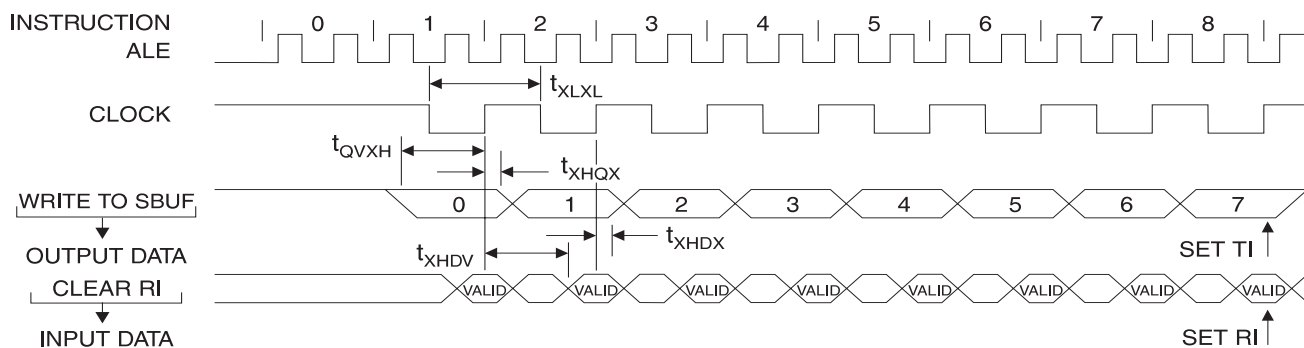 INSTRUCTION 0 1 2 3 4 5 6 7 8
ALE
tXLXL
CLOCK
tQVXH
tXHQX
WRITE TO SBUF 0 1 2 3 4 5 6 7
tXHDX
SET TI
OUTPUT DATA
tXHDV
CLEAR RI VALID VALID VALID VALID VALID VALID VALID VALID
SET RI
INPUT DATA